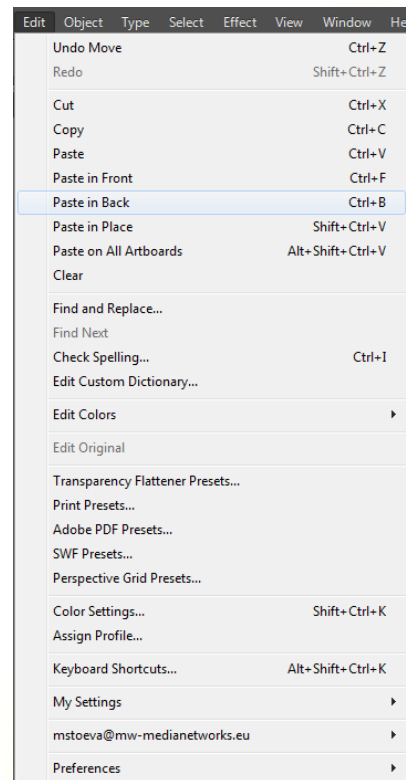 Edit Object Type Select Effect View Window He
Undo Move Ctrl+Z
Redo Shift+Ctrl+Z
Cut Ctrl+X
Copy Ctrl+C
Paste Ctrl+V
Paste in Front Ctrl+F
Paste in Back Ctrl+B
Paste in Place Shift+Ctrl+V
Paste on All Artboards Alt+Shift+Ctrl+V
Clear
Find and Replace...
Find Next
Check Spelling... Ctrl+I
Edit Custom Dictionary...
Edit Colors
Edit Original
Transparency Flattener Presets...
Print Presets...
Adobe PDF Presets...
SWF Presets...
Perspective Grid Presets...
Color Settings... Shift+Ctrl+K
Assign Profile...
Keyboard Shortcuts... Alt+Shift+Ctrl+K
My Settings
mstoeva@mw-medianetworks.eu
Preferences